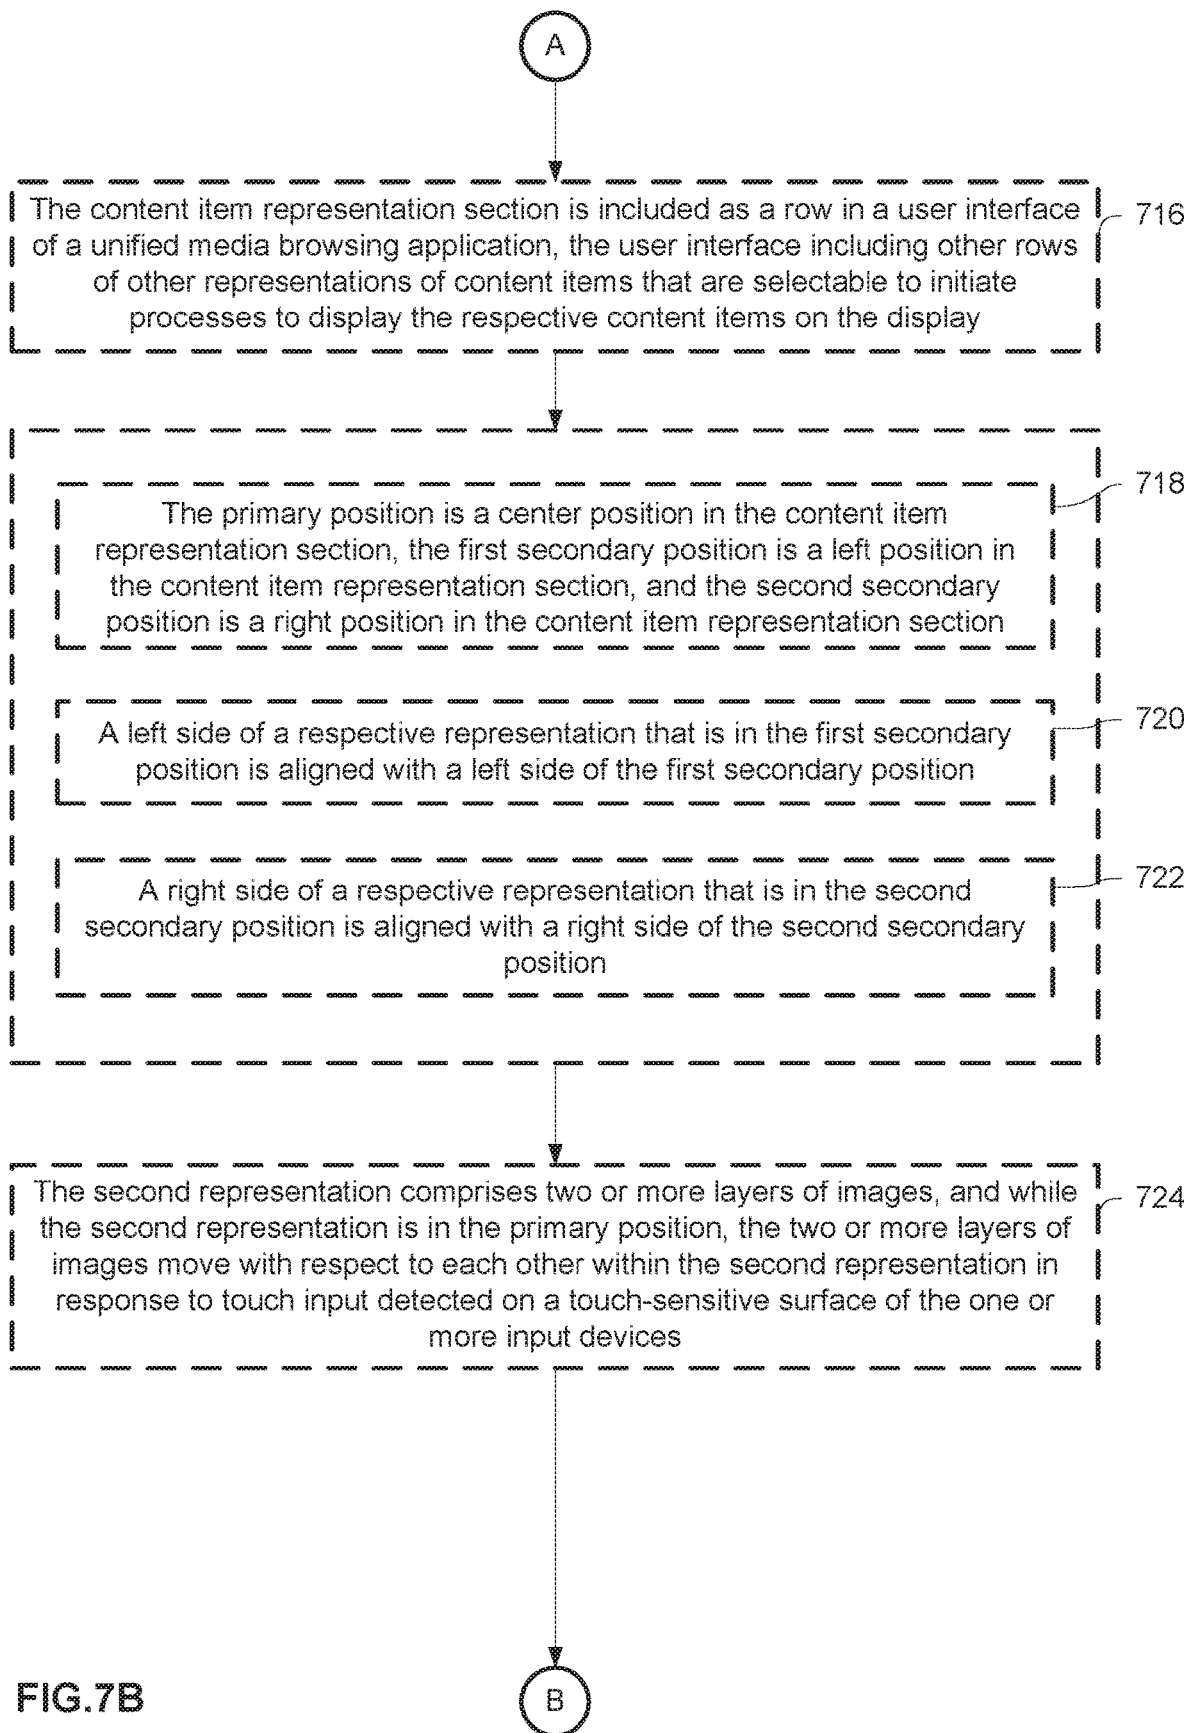 A
The content item representation section is included as a row in a user interface
of a unified media browsing application, the user interface including other rows
of other representations of content items that are selectable to initiate
processes to display the respective content items on the display
716
The primary position is a center position in the content item
representation section, the first secondary position is a left position in
the content item representation section, and the second secondary
position is a right position in the content item representation section
718
A left side of a respective representation that is in the first secondary
position is aligned with a left side of the first secondary position
720
A right side of a respective representation that is in the second
secondary position is aligned with a right side of the second secondary
position
722
The second representation comprises two or more layers of images, and while
the second representation is in the primary position, the two or more layers of
images move with respect to each other within the second representation in
response to touch input detected on a touch-sensitive surface of the one or
more input devices
724
FIG.7B
B